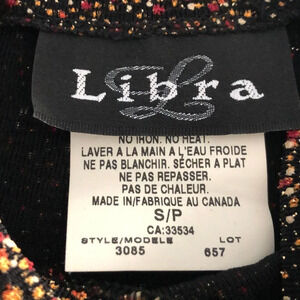 Libra
L
NO IRON. NO HEAT.
LAVER A LA MAIN A L'EAU FROIDE
NE PAS BLANCHIR. SÉCHER A PLAT
NE PAS REPASSER.
PAS DE CHALEUR.
MADE IN/FABRIQUE AU CANADA
S/P
CA:33534
STYLE/MODELE LOT
3085 657